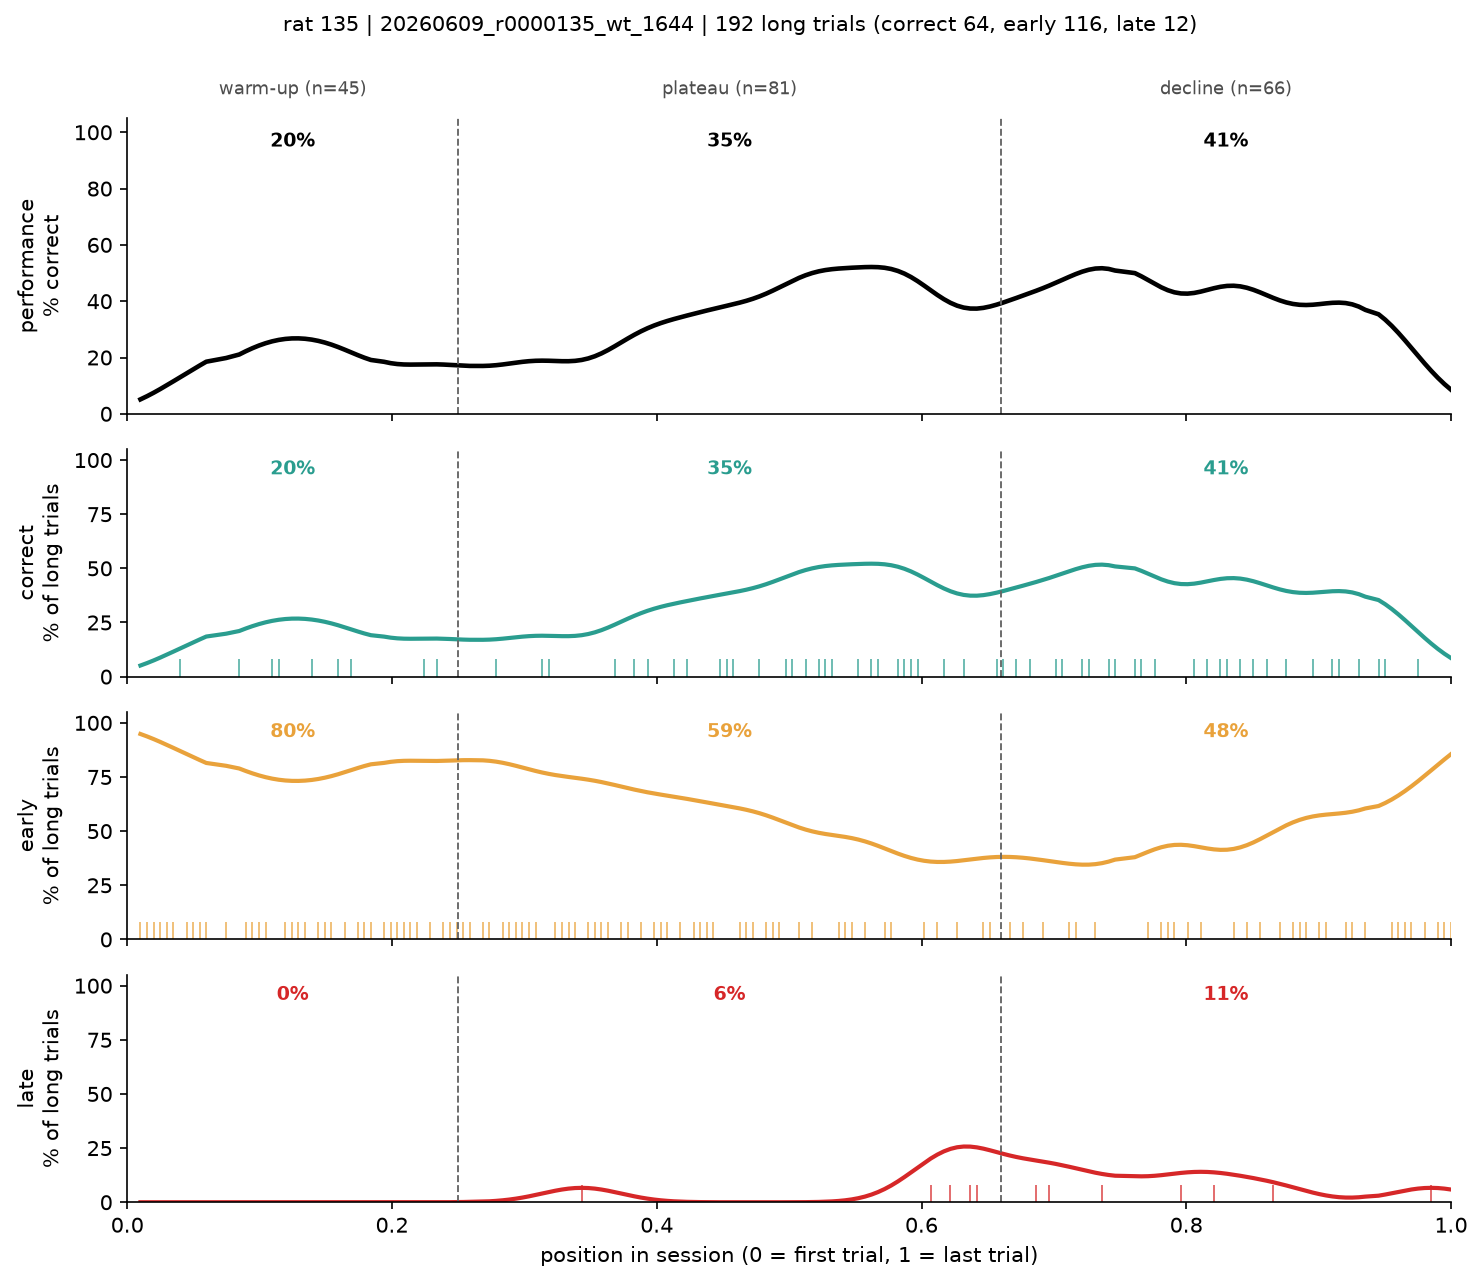 rat 135 | 20260609_r0000135_wt_1644 | 192 long trials (correct 64, early 116, late 12)
warm-up (n=45) plateau (n=81) decline (n=66)
performance
% correct
100
80
60
40
20
0
20% 35% 41%
correct
% of long trials
100
75
50
25
0
20% 35% 41%
early
% of long trials
100
75
50
25
0
80% 59% 48%
late
% of long trials
100
75
50
25
0
0% 6% 11%
0.0 0.2 0.4 0.6 0.8 1.0
position in session (0 = first trial, 1 = last trial)